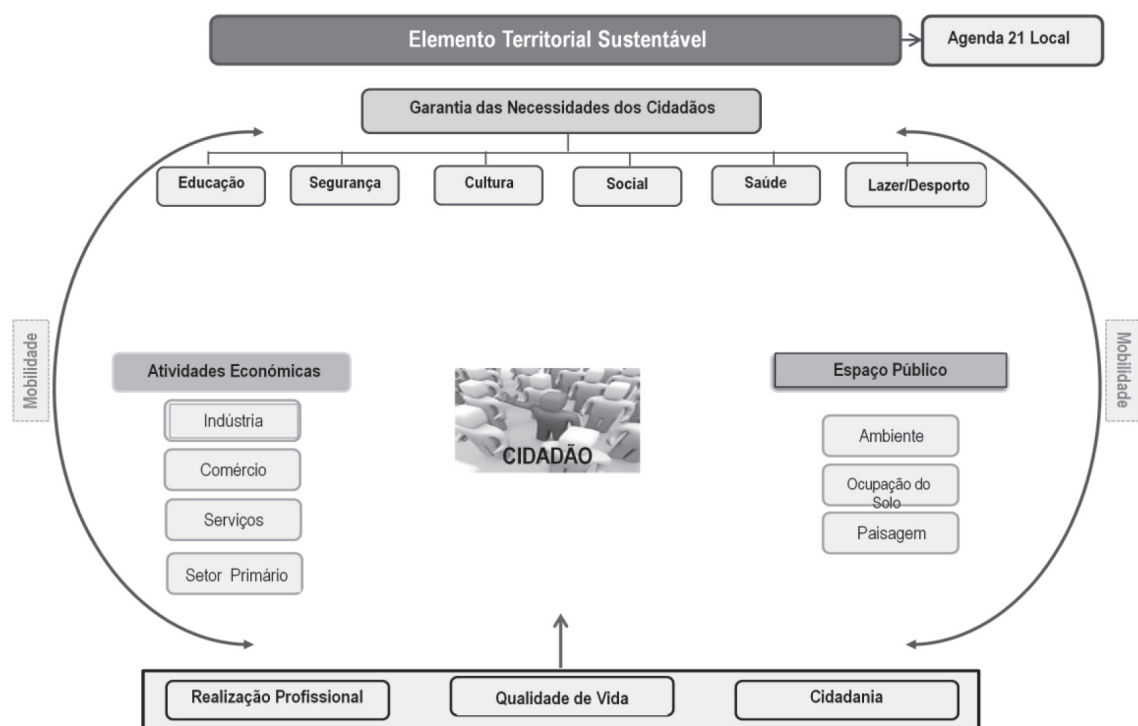 Elemento Territorial Sustentável
Agenda 21 Local
Garantia das Necessidades dos Cidadãos
Educação
Segurança
Cultura
Social
Saúde
Lazer/Desporto
Mobilidade
Mobilidade
Atividades Económicas
Indústria
Comércio
Serviços
Setor Primário
CIDADÃO
Espaço Público
Ambiente
Ocupação do
Solo
Paisagem
Realização Profissional
Qualidade de Vida
Cidadania